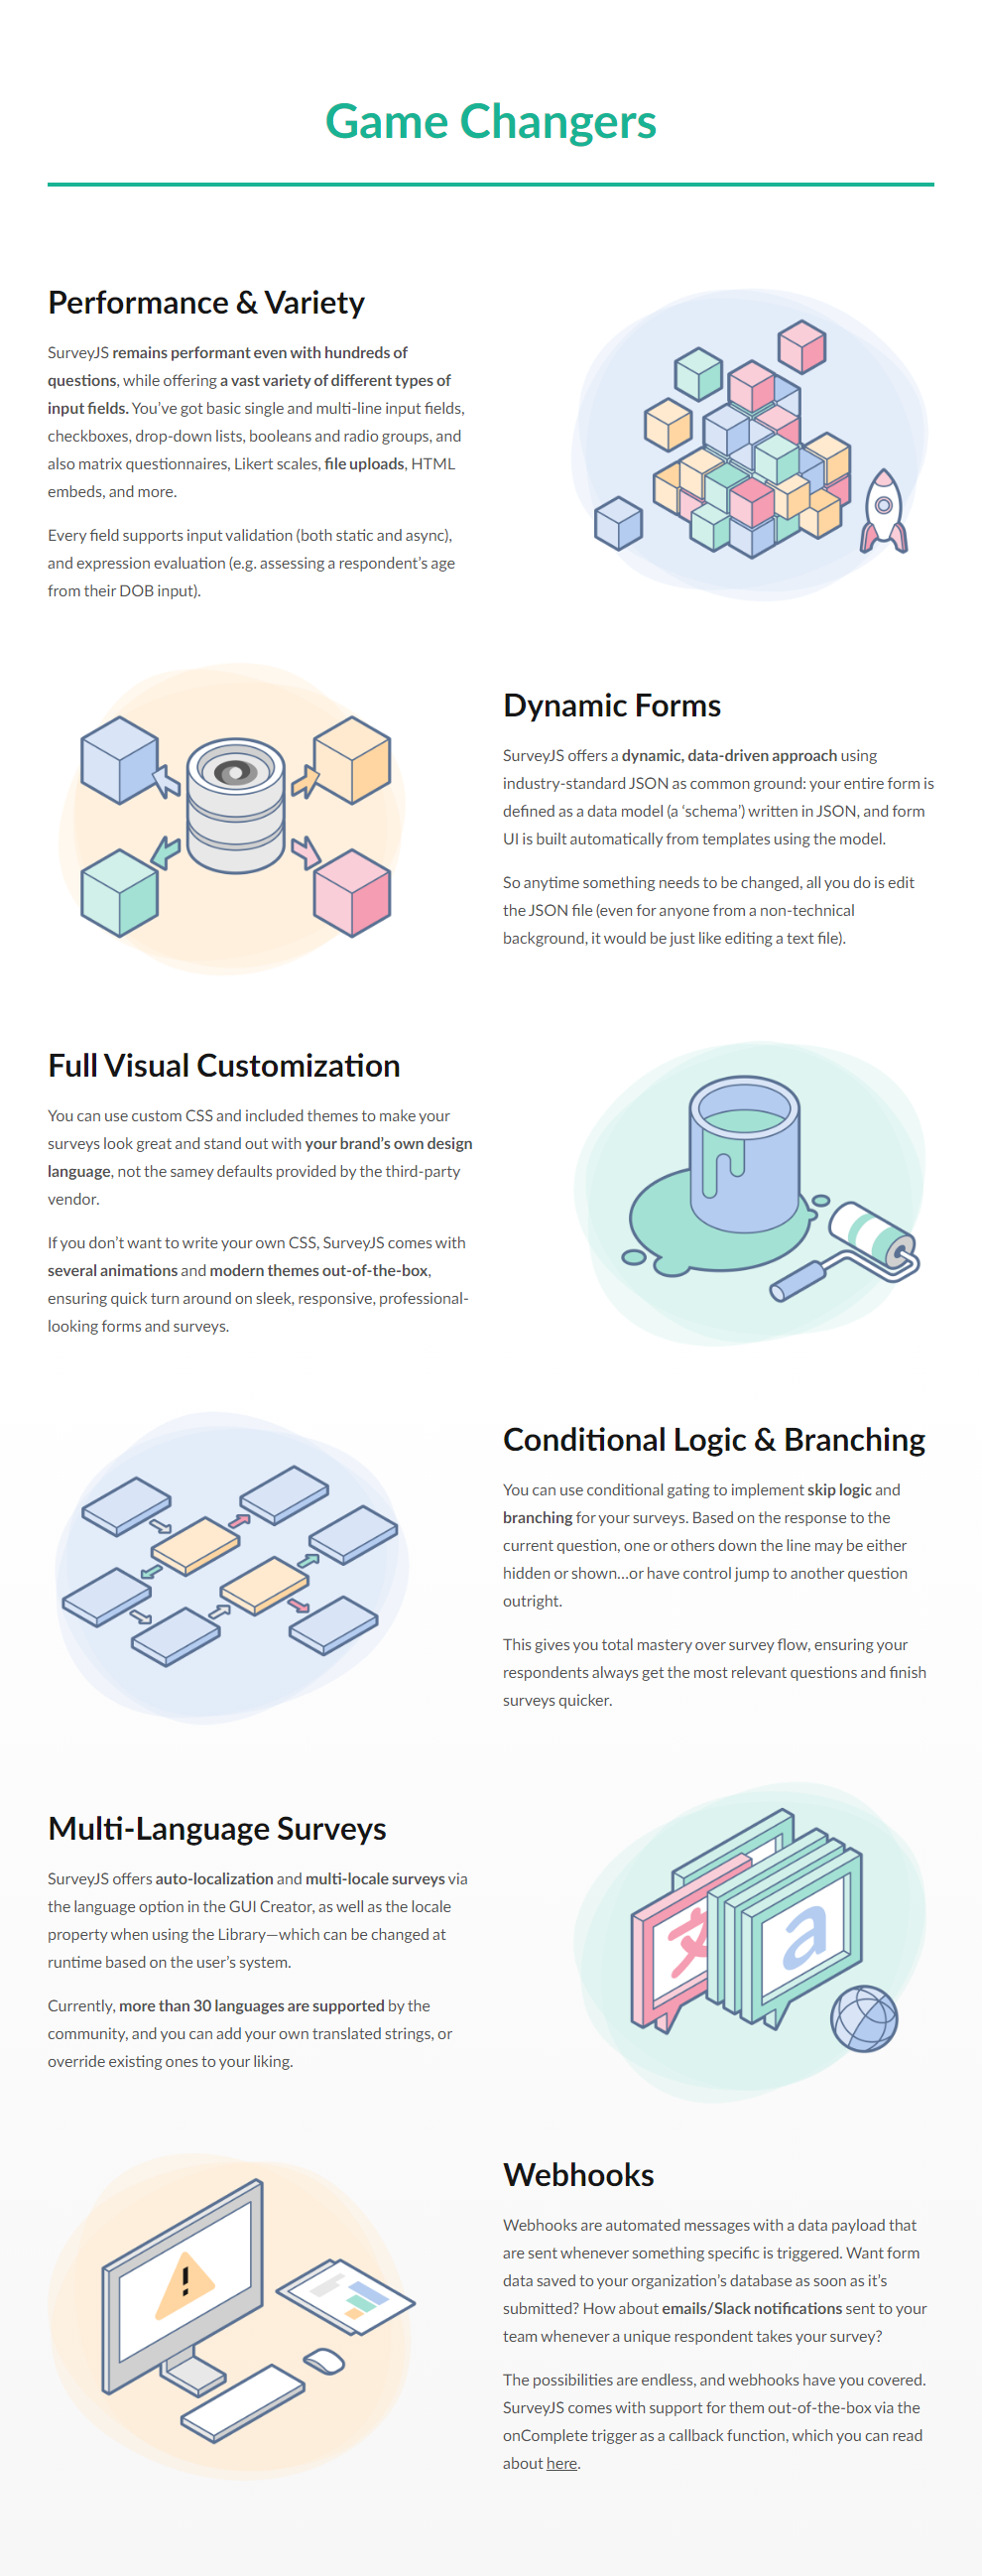 Game Changers
Performance & Variety
SurveyJS remains performant even with hundreds of
questions, while offering a vast variety of different types of
input fields. You’ve got basic single and multi-line input fields,
checkboxes, drop-down lists, booleans and radio groups, and
also matrix questionnaires, Likert scales, file uploads, HTML
embeds, and more.
Every field supports input validation (both static and async),
and expression evaluation (e.g. assessing a respondent’s age
from their DOB input).
Dynamic Forms
SurveyJS offers a dynamic, data-driven approach using
industry-standard JSON as common ground: your entire form is
defined as a data model (a ‘schema’) written in JSON, and form
UI is built automatically from templates using the model.
So anytime something needs to be changed, all you do is edit
the JSON file (even for anyone from a non-technical
background, it would be just like editing a text file).
Full Visual Customization
You can use custom CSS and included themes to make your
surveys look great and stand out with your brand’s own design
language, not the samey defaults provided by the third-party
vendor.
If you don’t want to write your own CSS, SurveyJS comes with
several animations and modern themes out-of-the-box,
ensuring quick turn around on sleek, responsive, professional-
looking forms and surveys.
Conditional Logic & Branching
You can use conditional gating to implement skip logic and
branching for your surveys. Based on the response to the
current question, one or others down the line may be either
hidden or shown...or have control jump to another question
outright.
This gives you total mastery over survey flow, ensuring your
respondents always get the most relevant questions and finish
surveys quicker.
Multi-Language Surveys
SurveyJS offers auto-localization and multi-locale surveys via
the language option in the GUI Creator, as well as the locale
property when using the Library—which can be changed at
runtime based on the user’s system.
Currently, more than 30 languages are supported by the
community, and you can add your own translated strings, or
override existing ones to your liking.
文
a
!
Webhooks
Webhooks are automated messages with a data payload that
are sent whenever something specific is triggered. Want form
data saved to your organization’s database as soon as it’s
submitted? How about emails/Slack notifications sent to your
team whenever a unique respondent takes your survey?
The possibilities are endless, and webhooks have you covered.
SurveyJS comes with support for them out-of-the-box via the
onComplete trigger as a callback function, which you can read
about here.